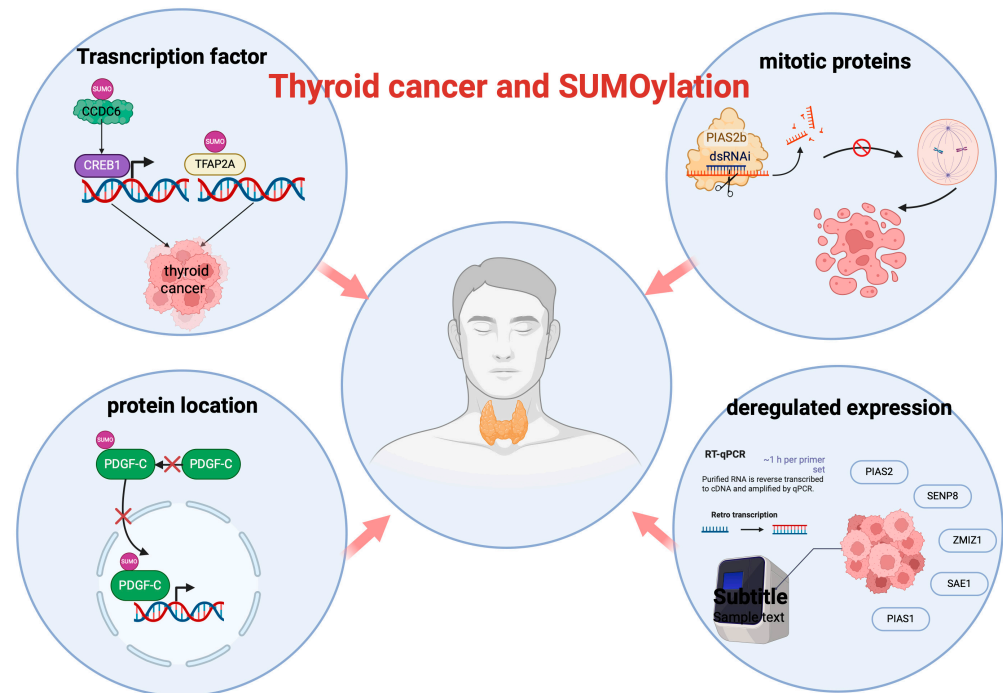 Thyroid cancer and SUMOylation
Trasncription factor
SUMO
CCDC6
SUMO
CREB1
TFAP2A
thyroid
cancer
mitotic proteins
PIAS2b
dsRNAi
protein location
SUMO
PDGF-C
PDGF-C
SUMO
PDGF-C
deregulated expression
RT-qPCR
~1 h per primer
set
Purified RNA is reverse transcribed
to cDNA and amplified by qPCR.
Retro transcription
Subtitle
Sample text
PIAS2
SENP8
ZMIZ1
SAE1
PIAS1